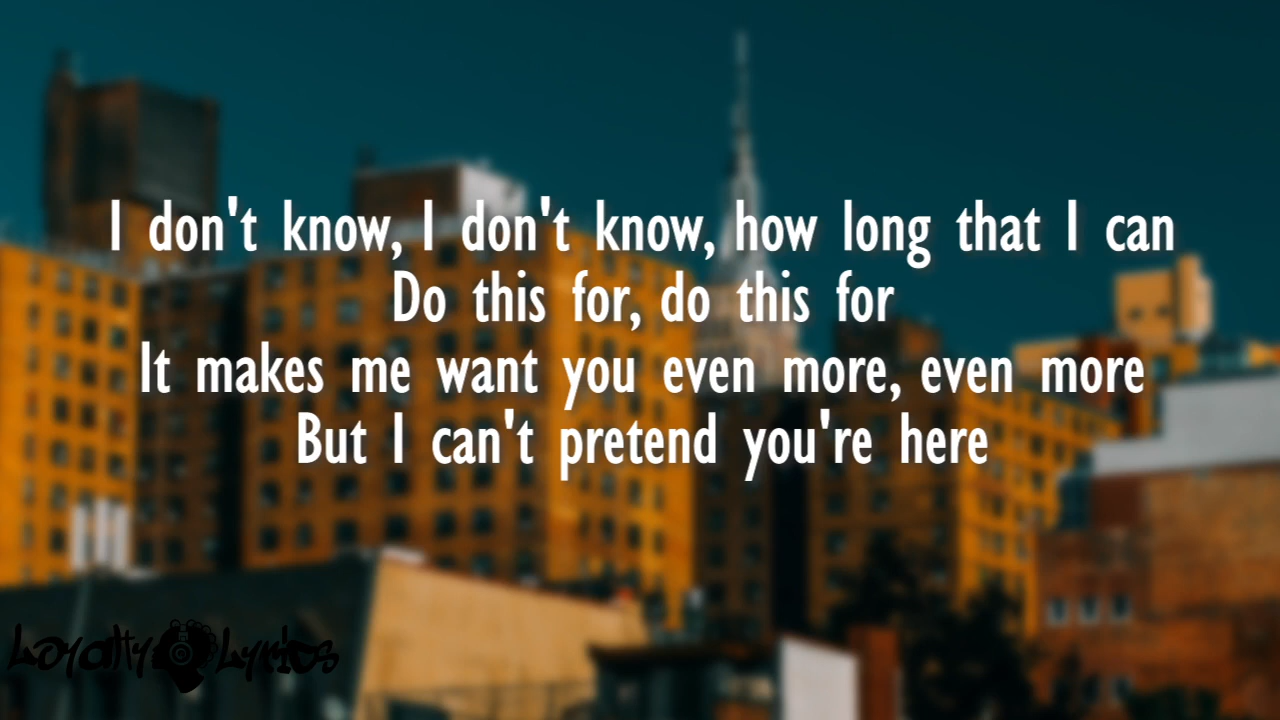 I don't know, I don't know, how long that I can
Do this for, do this for
It makes me want you even more, even more
But I can't pretend you're here
Loyalty Lyrics